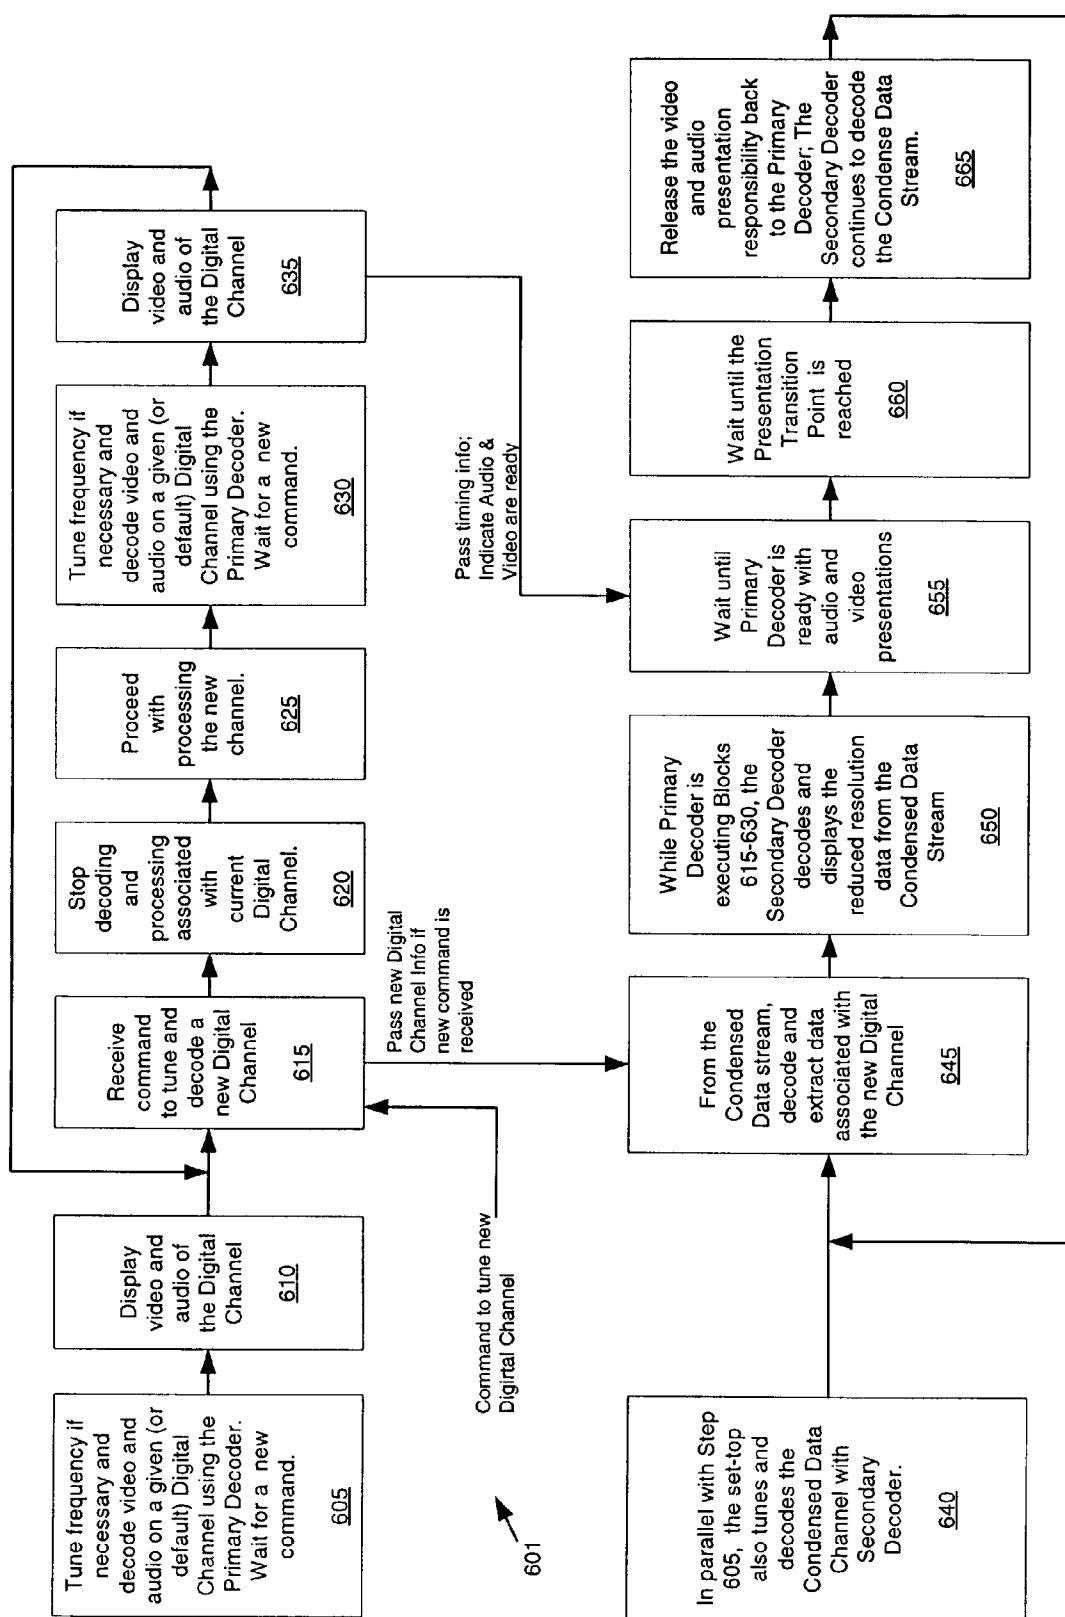 Tune frequency if
necessary and
decode video and
audio on a given (or
default) Digital
Channel using the
Primary Decoder.
Wait for a new
command.
605
Display
video and
audio of
the Digital
Channel
610
Receive
command
to tune and
decode a
new Digital
Channel
615
Stop
decoding
and
processing
associated
with
current
Digital
Channel.
620
Proceed
with
processing
the new
channel.
625
Tune frequency if
necessary and
decode video and
audio on a given (or
default) Digital
Channel using the
Primary Decoder.
Wait for a new
command.
630
Display
video and
audio of
the Digital
Channel
635
Command to tune new
Digirtal Channel
Pass new Digital
Channel Info if
new command is
received
Pass timing info;
Indicate Audio &
Video are ready
601
In parallel with Step
605, the set-top
also tunes and
decodes the
Condensed Data
Channel with
Secondary
Decoder.
640
From the
Condensed
Data stream,
decode and
extract data
associated with
the new Digital
Channel
645
While Primary
Decoder is
executing Blocks
615-630, the
Secondary Decoder
decodes and
displays the
reduced resolution
data from the
Condensed Data
Stream
650
Wait until
Primary
Decoder is
ready with
audio and
video
presentations
655
Wait until the
Presentation
Transition
Point is
reached
660
Release the video
and audio
presentation
responsibility back
to the Primary
Decoder; The
Secondary Decoder
continues to decode
the Condense Data
Stream.
665